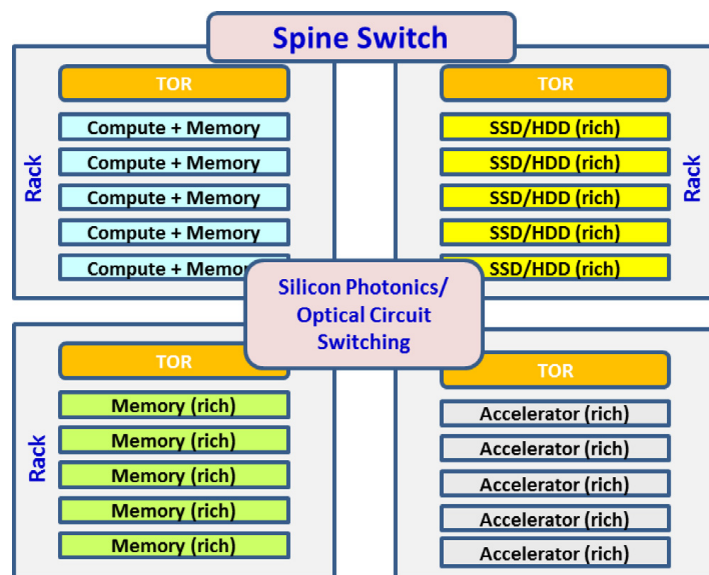 Spine Switch
TOR
Rack
Compute + Memory
Compute + Memory
Compute + Memory
Compute + Memory
Compute + Memory
TOR
SSD/HDD (rich)
SSD/HDD (rich)
SSD/HDD (rich)
SSD/HDD (rich)
SSD/HDD (rich)
Rack
Silicon Photonics/
Optical Circuit
Switching
TOR
Rack
Memory (rich)
Memory (rich)
Memory (rich)
Memory (rich)
Memory (rich)
TOR
Accelerator (rich)
Accelerator (rich)
Accelerator (rich)
Accelerator (rich)
Accelerator (rich)